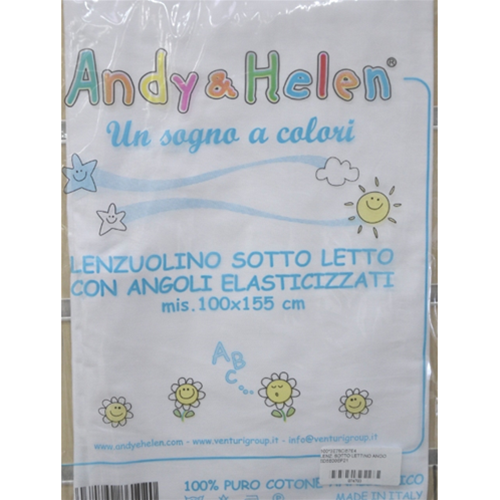 Andy & Helen®
Un sogno a colori
LENZUOLINO SOTTO LETTO
CON ANGOLI ELASTICIZZATI
mis. 100x155 cm
A B C...
www.andyehelen.com - www.venturigroup.it - info@venturigroup.it
100% PURO COTONE
MADE IN ITALY